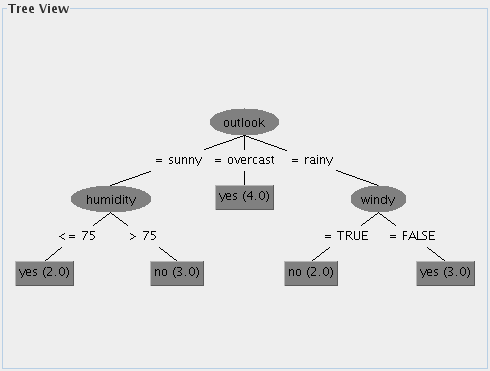 Tree View
outlook
= sunny = overcast = rainy
humidity yes (4.0) windy
<= 75 > 75 = TRUE = FALSE
yes (2.0) no (3.0) no (2.0) yes (3.0)